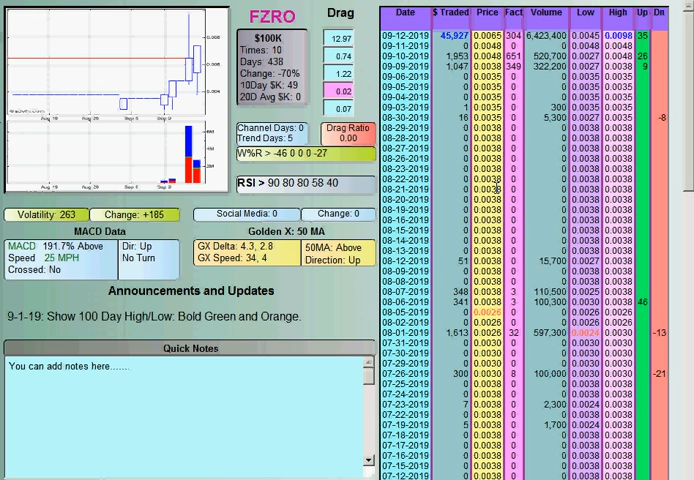 FZRO
Drag
$100K
Times: 10
Days: 438
Change: -70%
10Day $K: 49
20D Avg $K: 0
12.97
0.74
1.22
0.02
0.07
Channel Days: 0
Trend Days: 5
Drag Ratio
0.00
W%R > -46 0 0 0 -27
RSI > 90 80 80 58 40
Aug 19
Aug 26
Sep 3
Sep 9
Volatility: 263
Change: +185
Social Media: 0
Change: 0
MACD Data
Golden X: 50 MA
MACD 191.7% Above
Speed 25 MPH
Crossed: No
Dir: Up
No Turn
GX Delta: 4.3, 2.8
GX Speed: 34, 4
50MA: Above
Direction: Up
Announcements and Updates
9-1-19: Show 100 Day High/Low: Bold Green and Orange.
Quick Notes
You can add notes here.......
Date $ Traded Price Fact Volume Low High Up Dn
09-12-2019 45,927 0.0065 304 6,423,400 0.0045 0.0098 35
09-11-2019 0 0.0048 0 0 0.0048 0.0048
09-10-2019 1,953 0.0048 651 520,700 0.0027 0.0048 26
09-09-2019 1,047 0.0038 349 322,200 0.0027 0.0038 9
09-06-2019 0 0.0035 0 0 0.0035 0.0035
09-05-2019 0 0.0035 0 0 0.0035 0.0035
09-04-2019 0 0.0035 0 0 0.0035 0.0035
09-03-2019 1 0.0035 0 300 0.0035 0.0035
08-30-2019 16 0.0035 0 5,300 0.0027 0.0035 -8
08-29-2019 0 0.0038 0 0 0.0038 0.0038
08-28-2019 0 0.0038 0 0 0.0038 0.0038
08-27-2019 0 0.0038 0 0 0.0038 0.0038
08-26-2019 0 0.0038 0 0 0.0038 0.0038
08-23-2019 0 0.0038 0 0 0.0038 0.0038
08-22-2019 0 0.0038 0 0 0.0038 0.0038
08-21-2019 0 0.0038 0 0 0.0038 0.0038
08-20-2019 0 0.0038 0 0 0.0038 0.0038
08-19-2019 0 0.0038 0 0 0.0038 0.0038
08-16-2019 0 0.0038 0 0 0.0038 0.0038
08-15-2019 0 0.0038 0 0 0.0038 0.0038
08-14-2019 0 0.0038 0 0 0.0038 0.0038
08-13-2019 0 0.0038 0 0 0.0038 0.0038
08-12-2019 51 0.0038 0 15,700 0.0027 0.0038
08-09-2019 0 0.0038 0 0 0.0038 0.0038
08-08-2019 0 0.0038 0 0 0.0038 0.0038
08-07-2019 348 0.0038 3 110,500 0.0025 0.0038
08-06-2019 341 0.0038 3 100,300 0.0030 0.0038 46
08-05-2019 0 0.0026 0 0 0.0026 0.0026
08-02-2019 0 0.0026 0 0 0.0026 0.0026
08-01-2019 1,613 0.0026 32 597,300 0.0024 0.0030 -13
07-31-2019 0 0.0030 0 0 0.0030 0.0030
07-30-2019 0 0.0030 0 0 0.0030 0.0030
07-29-2019 0 0.0030 0 0 0.0030 0.0030
07-26-2019 300 0.0030 8 100,000 0.0030 0.0030 -21
07-25-2019 0 0.0038 0 0 0.0038 0.0038
07-24-2019 0 0.0038 0 0 0.0038 0.0038
07-23-2019 7 0.0038 0 2,300 0.0024 0.0038
07-22-2019 0 0.0038 0 0 0.0038 0.0038
07-19-2019 5 0.0038 0 1,700 0.0024 0.0038
07-18-2019 0 0.0038 0 0 0.0038 0.0038
07-17-2019 0 0.0038 0 0 0.0038 0.0038
07-16-2019 0 0.0038 0 0 0.0038 0.0038
07-15-2019 0 0.0038 0 0 0.0038 0.0038
07-12-2019 0 0.0038 0 0 0.0038 0.0038